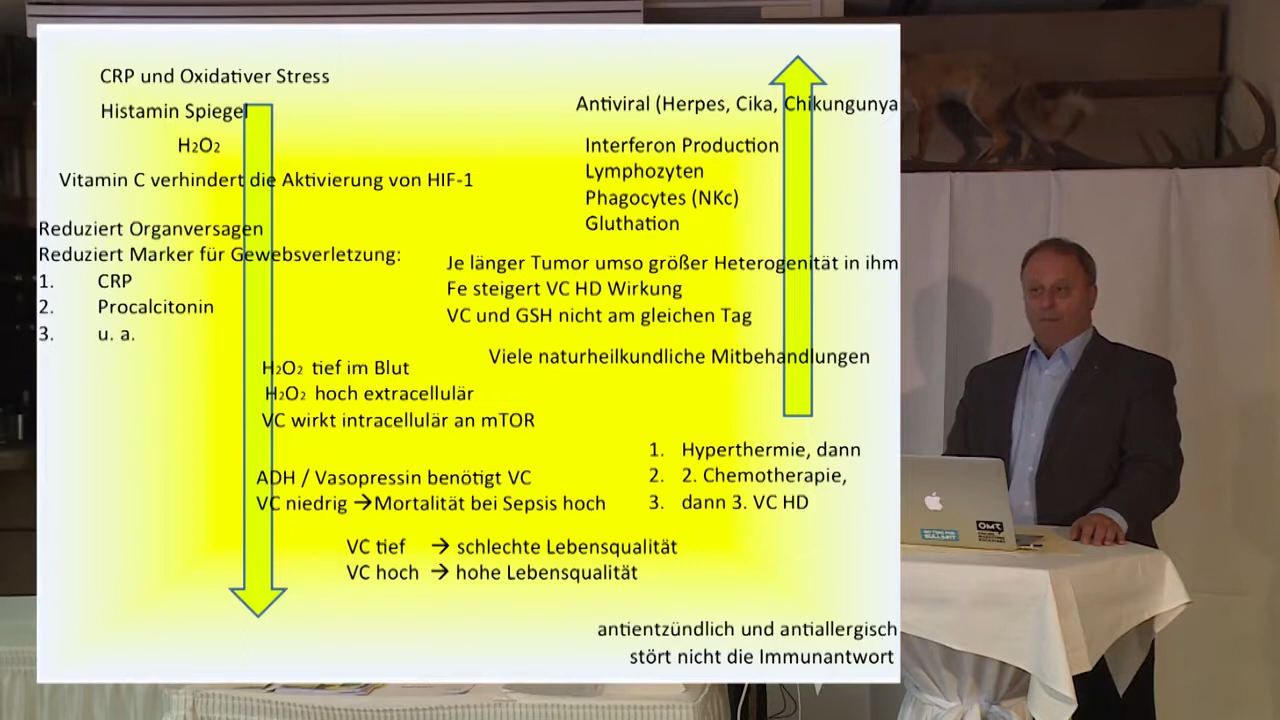 CRP und Oxidativer Stress
Histamin Spiegel
H₂O₂
Vitamin C verhindert die Aktivierung von HIF-1
Reduziert Organversagen
Reduziert Marker für Gewebsverletzung:
1. CRP
2. Procalcitonin
3. u. a.
Antiviral (Herpes, Cika, Chikungunya
Interferon Production
Lymphozyten
Phagocytes (NKc)
Gluthation
Je länger Tumor umso größer Heterogenität in ihm
Fe steigert VC HD Wirkung
VC und GSH nicht am gleichen Tag
Viele naturheilkundliche Mitbehandlungen
H₂O₂ tief im Blut
H₂O₂ hoch extracellulär
VC wirkt intracellulär an mTOR
1. Hyperthermie, dann
2. 2. Chemotherapie,
3. dann 3. VC HD
ADH / Vasopressin benötigt VC
VC niedrig → Mortalität bei Sepsis hoch
VC tief → schlechte Lebensqualität
VC hoch → hohe Lebensqualität
antientzündlich und antiallergisch
stört nicht die Immunantwort
OMT